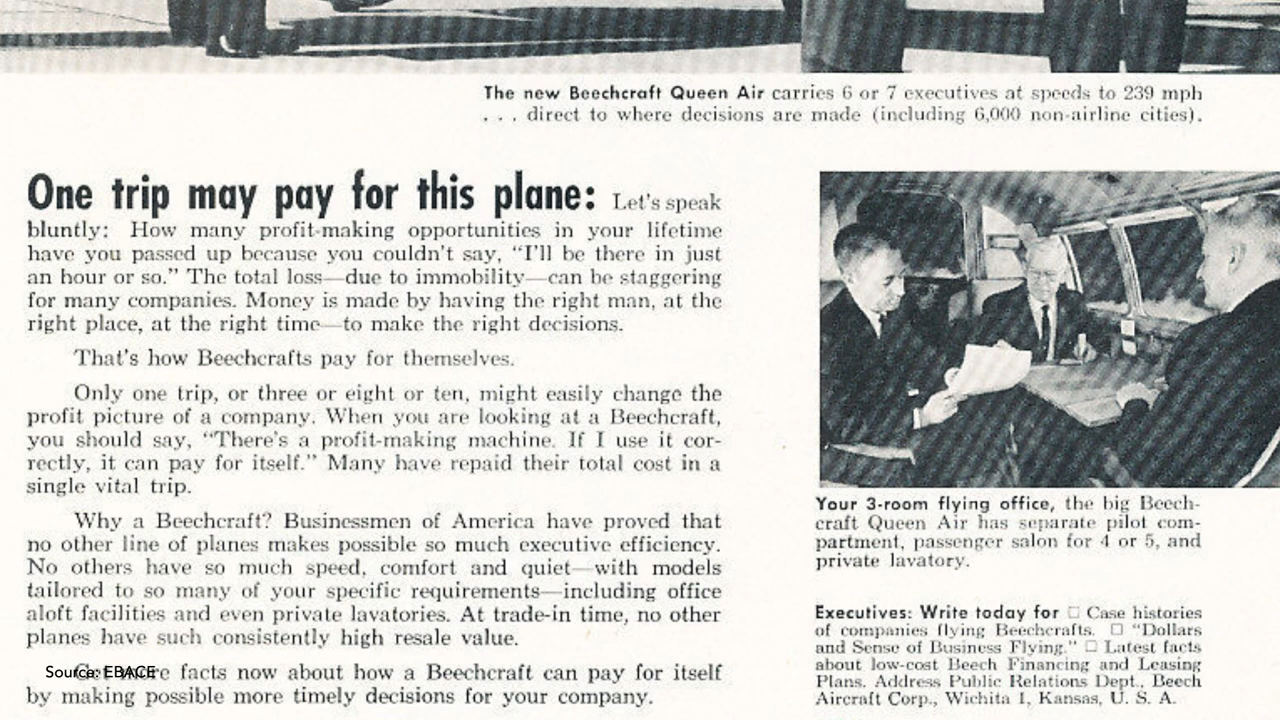 The new Beechcraft Queen Air carries 6 or 7 executives at speeds to 239 mph
. . . direct to where decisions are made (including 6,000 non-airline cities).
One trip may pay for this plane: Let's speak
bluntly: How many profit-making opportunities in your lifetime
have you passed up because you couldn't say, "I'll be there in just
an hour or so." The total loss—due to immobility—can be staggering
for many companies. Money is made by having the right man, at the
right place, at the right time—to make the right decisions.
That's how Beechcrafts pay for themselves.
Only one trip, or three or eight or ten, might easily change the
profit picture of a company. When you are looking at a Beechcraft,
you should say, "There's a profit-making machine. If I use it cor-
rectly, it can pay for itself." Many have repaid their total cost in a
single vital trip.
Why a Beechcraft? Businessmen of America have proved that
no other line of planes makes possible so much executive efficiency.
No others have so much speed, comfort and quiet—with models
tailored to so many of your specific requirements—including office
aloft facilities and even private lavatories. At trade-in time, no other
planes have such consistently high resale value.
facts now about how a Beechcraft can pay for itself
by making possible more timely decisions for your company.
Source: EBACE
Your 3-room flying office, the big Beech-
craft Queen Air has separate pilot com-
partment, passenger salon for 4 or 5, and
private lavatory.
Executives: Write today for □ Case histories
of companies flying Beechcrafts. □ "Dollars
and Sense of Business Flying." □ Latest facts
about low-cost Beech Financing and Leasing
Plans. Address Public Relations Dept., Beech
Aircraft Corp., Wichita 1, Kansas, U. S. A.